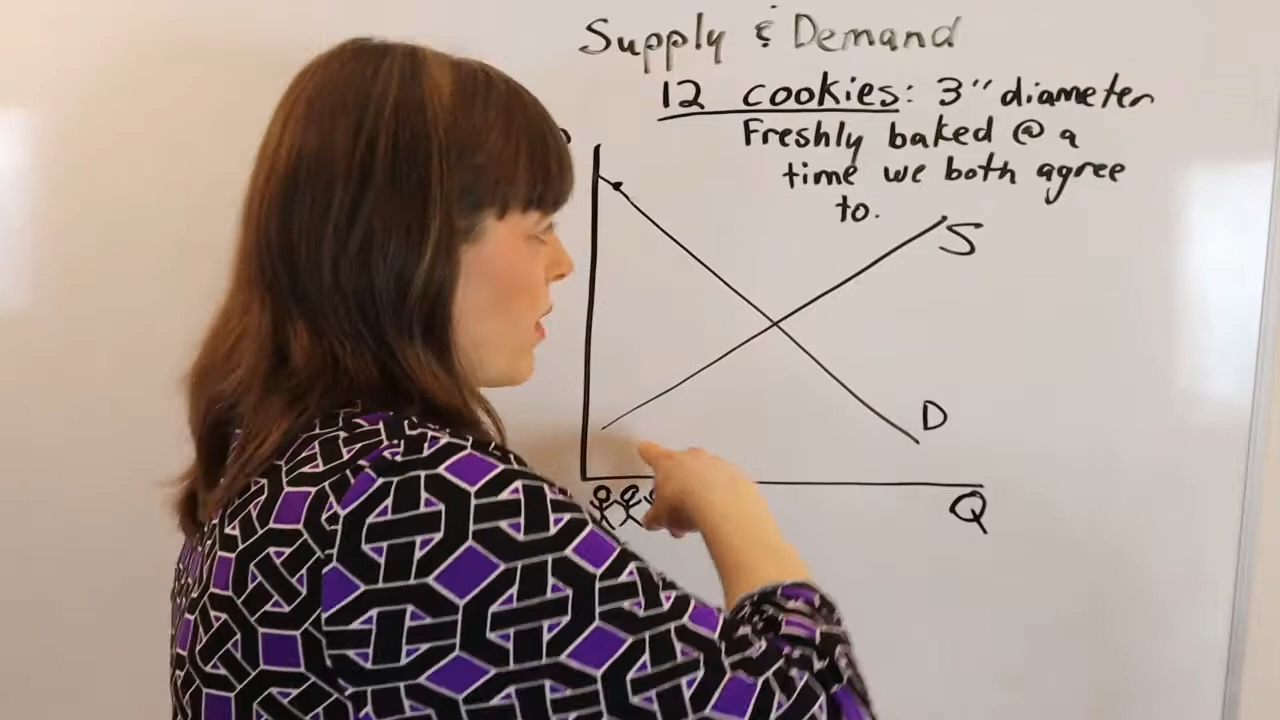 Supply & Demand
12 cookies: 3" diameter
Freshly baked @ a
time we both agree
to.
S
D
Q